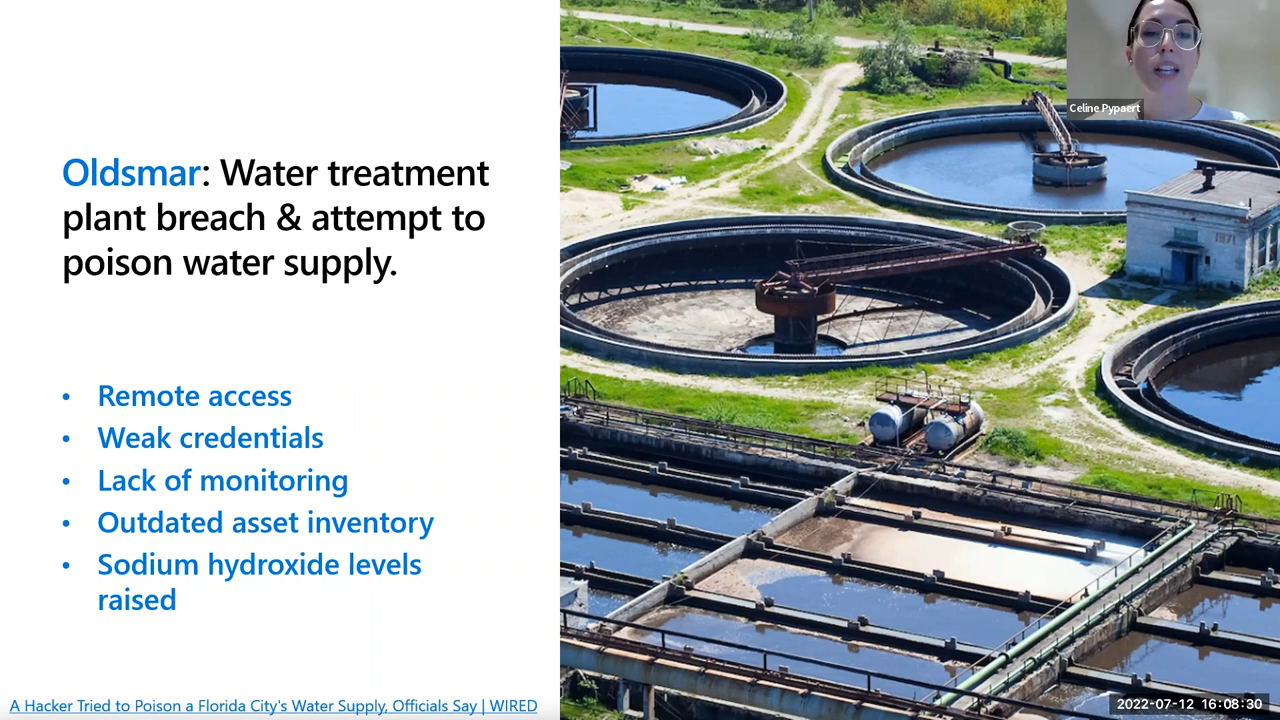 Celine Pypaert
Oldsmar: Water treatment
plant breach & attempt to
poison water supply.
1971
• Remote access
• Weak credentials
• Lack of monitoring
• Outdated asset inventory
• Sodium hydroxide levels
raised
A Hacker Tried to Poison a Florida City's Water Supply, Officials Say | WIRED
2022-07-12 16:08:30